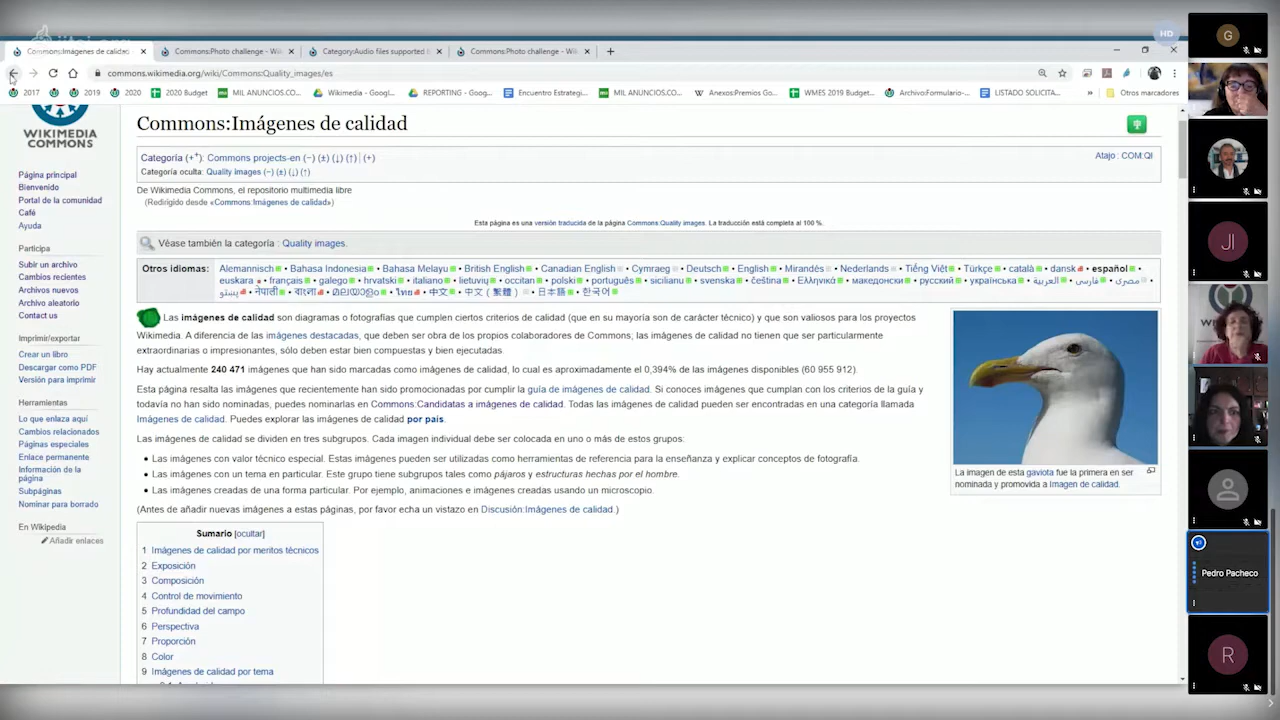 iitei.org
HD
Commons:Imágenes de calidad
Commons:Photo challenge - Wik
Category:Audio files supported b
Commons:Photo challenge - Wik
commons.wikimedia.org/wiki/Commons:Quality_images/es
2017
2019
2020
2020 Budget
MIL ANUNCIOS.CO...
Wikimedia - Googl...
REPORTING - Googl...
Encuentro Estrategi...
MIL ANUNCIOS.CO...
Anexos:Premios Go...
WMES 2019 Budget...
Archivo:Formulario-...
LISTADO SOLICITA...
»
Otros marcadores
WIKIMEDIA
COMMONS
Página principal
Bienvenido
Portal de la comunidad
Café
Ayuda
Participa
Subir un archivo
Cambios recientes
Archivos nuevos
Archivo aleatorio
Contact us
Imprimir/exportar
Crear un libro
Descargar como PDF
Versión para imprimir
Herramientas
Lo que enlaza aquí
Cambios relacionados
Páginas especiales
Enlace permanente
Información de la
página
Subpáginas
Nominar para borrado
En Wikipedia
Añadir enlaces
Commons:Imágenes de calidad
Categoría (+⁺): Commons projects-en (−) (±) (↓) (↑) | (+)
Atajo : COM:QI
Categoría oculta: Quality images (−) (±) (↓) (↑)
De Wikimedia Commons, el repositorio multimedia libre
(Redirigido desde «Commons:Imágenes de calidad»)
Esta página es una versión traducida de la página Commons:Quality images. La traducción está completa al 100 %.
Véase también la categoría : Quality images.
Otros idiomas: Alemannisch • Bahasa Indonesia • Bahasa Melayu • British English • Canadian English • Cymraeg • Deutsch • English • Mirandés • Nederlands • Tiếng Việt • Türkçe • català • dansk • español •
euskara • français • galego • hrvatski • italiano • lietuvių • occitan • polski • português • sicilianu • svenska • čeština • Ελληνικά • македонски • русский • українська • العربية • فارسی • مصرى •
پښتو • नेपाली • বাংলা • മലയാളം • ไทย • 中文 • 中文（繁體） • 日本語 • 한국어
Las imágenes de calidad son diagramas o fotografías que cumplen ciertos criterios de calidad (que en su mayoría son de carácter técnico) y que son valiosos para los proyectos
Wikimedia. A diferencia de las imágenes destacadas, que deben ser obra de los propios colaboradores de Commons, las imágenes de calidad no tienen que ser particularmente
extraordinarias o impresionantes, sólo deben estar bien compuestas y bien ejecutadas.
Hay actualmente 240 471 imágenes que han sido marcadas como imágenes de calidad, lo cual es aproximadamente el 0,394% de las imágenes disponibles (60 955 912).
Esta página resalta las imágenes que recientemente han sido promocionadas por cumplir la guía de imágenes de calidad. Si conoces imágenes que cumplan con los criterios de la guía y
todavía no han sido nominadas, puedes nominarlas en Commons:Candidatas a imágenes de calidad. Todas las imágenes de calidad pueden ser encontradas en una categoría llamada
Imágenes de calidad. Puedes explorar las imágenes de calidad por país.
Las imágenes de calidad se dividen en tres subgrupos. Cada imagen individual debe ser colocada en uno o más de estos grupos:
• Las imágenes con valor técnico especial. Estas imágenes pueden ser utilizadas como herramientas de referencia para la enseñanza y explicar conceptos de fotografía.
• Las imágenes con un tema en particular. Este grupo tiene subgrupos tales como pájaros y estructuras hechas por el hombre.
• Las imágenes creadas de una forma particular. Por ejemplo, animaciones e imágenes creadas usando un microscopio.
(Antes de añadir nuevas imágenes a estas páginas, por favor echa un vistazo en Discusión:Imágenes de calidad.)
La imagen de esta gaviota fue la primera en ser
nominada y promovida a Imagen de calidad.
Sumario [ocultar]
1 Imágenes de calidad por meritos técnicos
2 Exposición
3 Composición
4 Control de movimiento
5 Profundidad del campo
6 Perspectiva
7 Proporción
8 Color
9 Imágenes de calidad por tema
G
JI
WIKIMEDIA
Pedro Pacheco
R